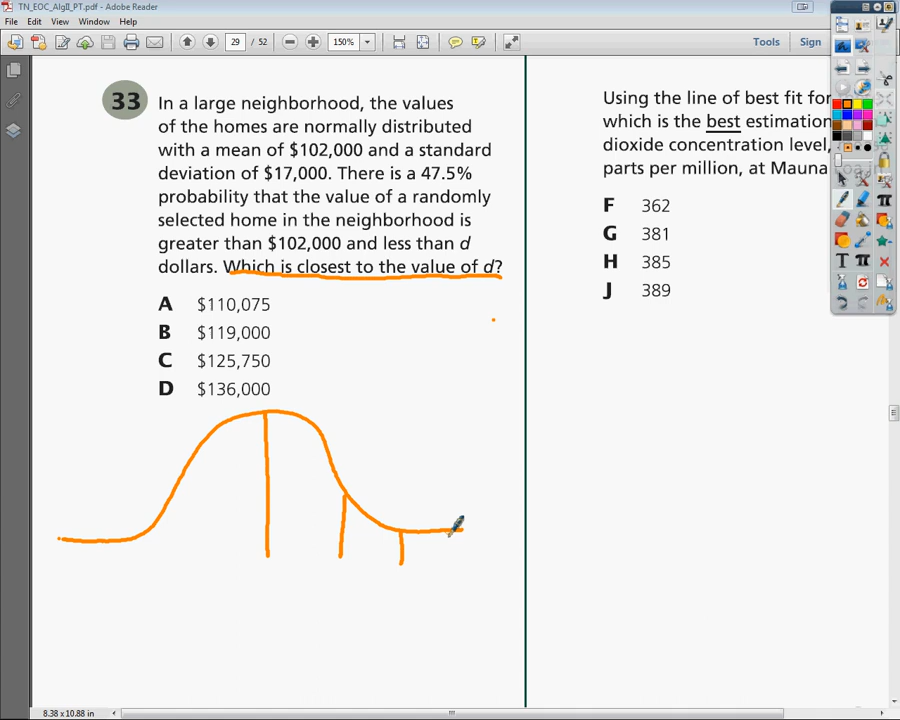 TN_EOC_AlgII_PT.pdf - Adobe Reader
File Edit View Window Help
29 / 52 150% Tools Sign
33 In a large neighborhood, the values
of the homes are normally distributed
with a mean of $102,000 and a standard
deviation of $17,000. There is a 47.5%
probability that the value of a randomly
selected home in the neighborhood is
greater than $102,000 and less than d
dollars. Which is closest to the value of d?
A $110,075
B $119,000
C $125,750
D $136,000
Using the line of best fit for
which is the best estimation
dioxide concentration level,
parts per million, at Mauna
F 362
G 381
H 385
J 389
8.38 x 10.88 in